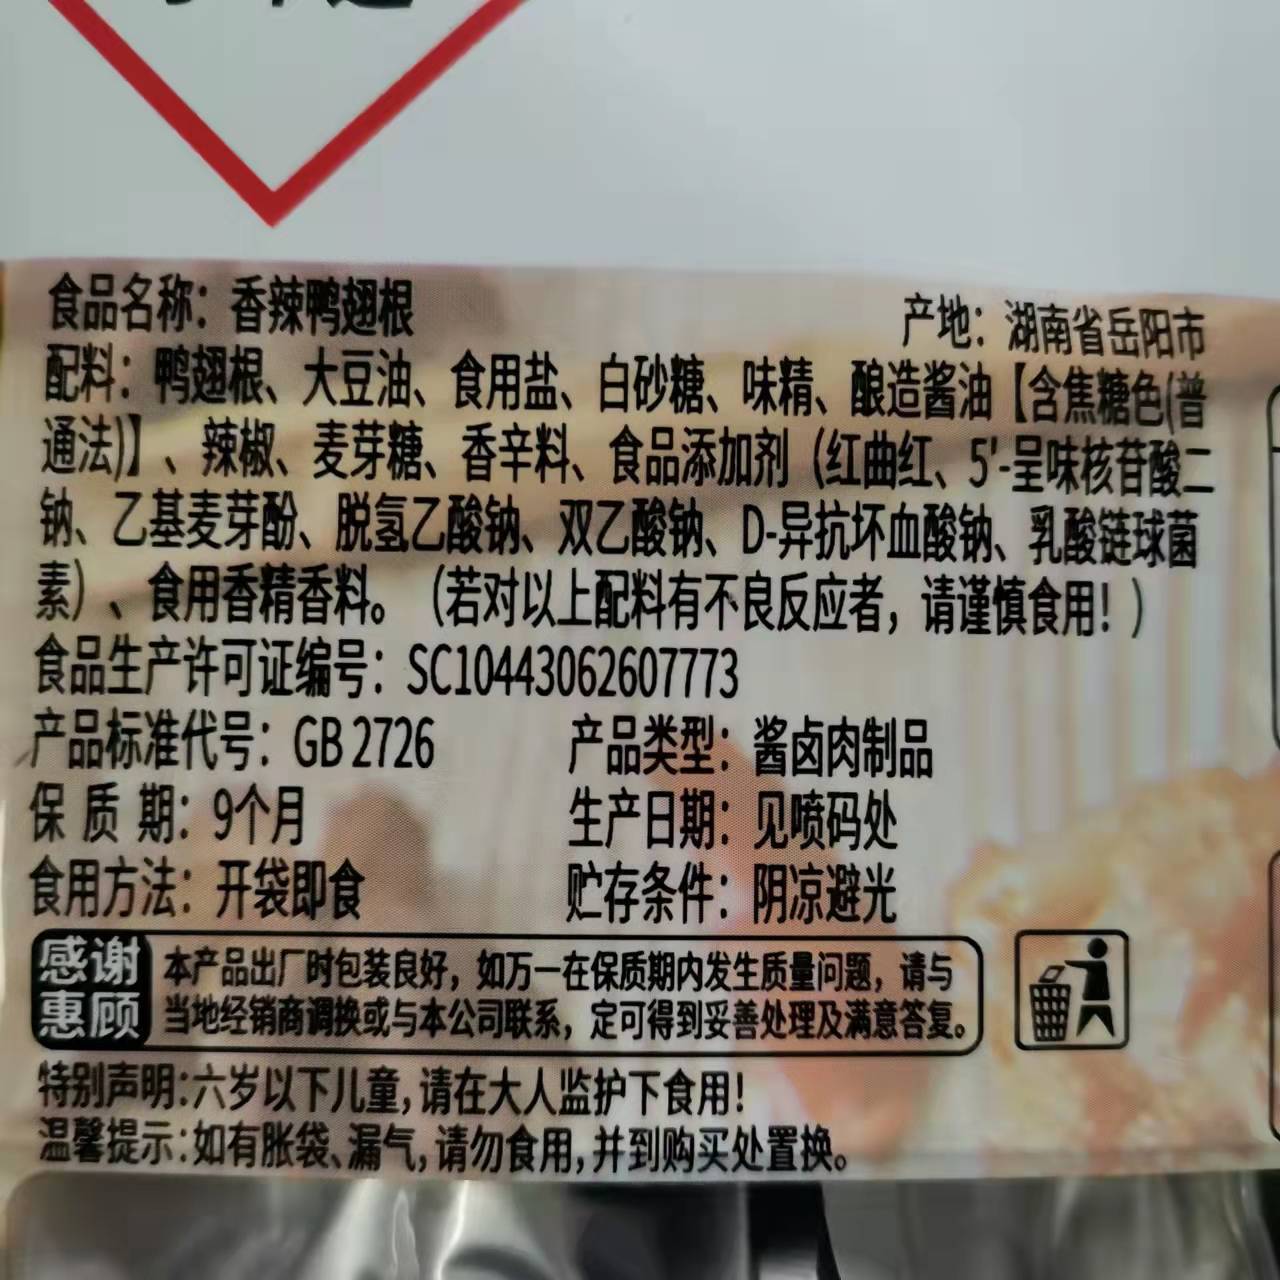 食品名称：香辣鸭翅根
产地：湖南省岳阳市
配料：鸭翅根、大豆油、食用盐、白砂糖、味精、酿造酱油【含焦糖色(普
通法)】、辣椒、麦芽糖、香辛料、食品添加剂（红曲红、5'-呈味核苷酸二
钠、乙基麦芽酚、脱氢乙酸钠、双乙酸钠、D-异抗坏血酸钠、乳酸链球菌
素）、食用香精香料。（若对以上配料有不良反应者，请谨慎食用！）
食品生产许可证编号：SC10443062607773
产品标准代号：GB 2726
产品类型：酱卤肉制品
保 质 期：9个月
生产日期：见喷码处
食用方法：开袋即食
贮存条件：阴凉避光
感谢
惠顾
本产品出厂时包装良好，如万一在保质期内发生质量问题，请与
当地经销商调换或与本公司联系，定可得到妥善处理及满意答复。
特别声明:六岁以下儿童,请在大人监护下食用!
温馨提示:如有胀袋、漏气,请勿食用,并到购买处置换。